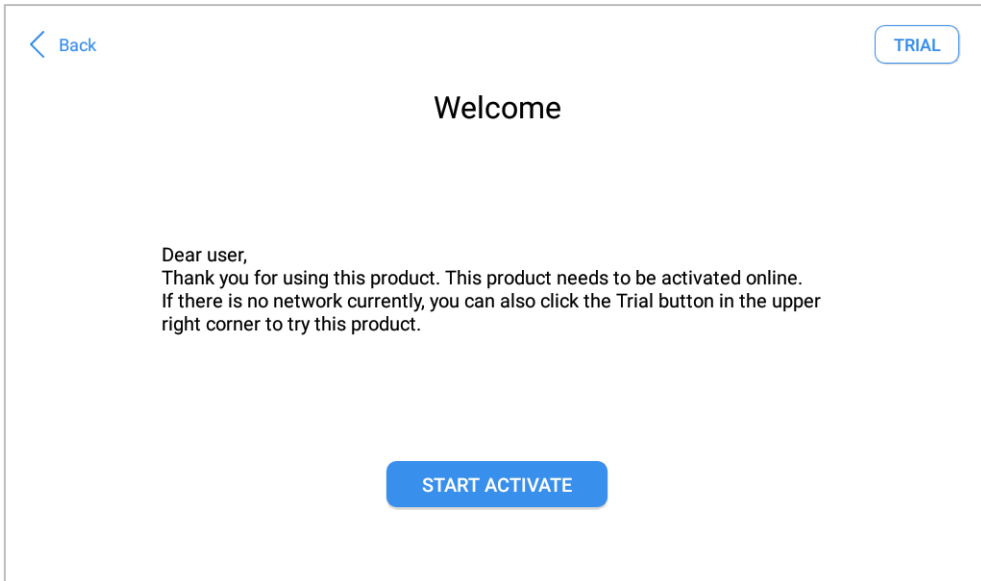 Back
TRIAL
Welcome
Dear user,
Thank you for using this product. This product needs to be activated online.
If there is no network currently, you can also click the Trial button in the upper
right corner to try this product.
START ACTIVATE